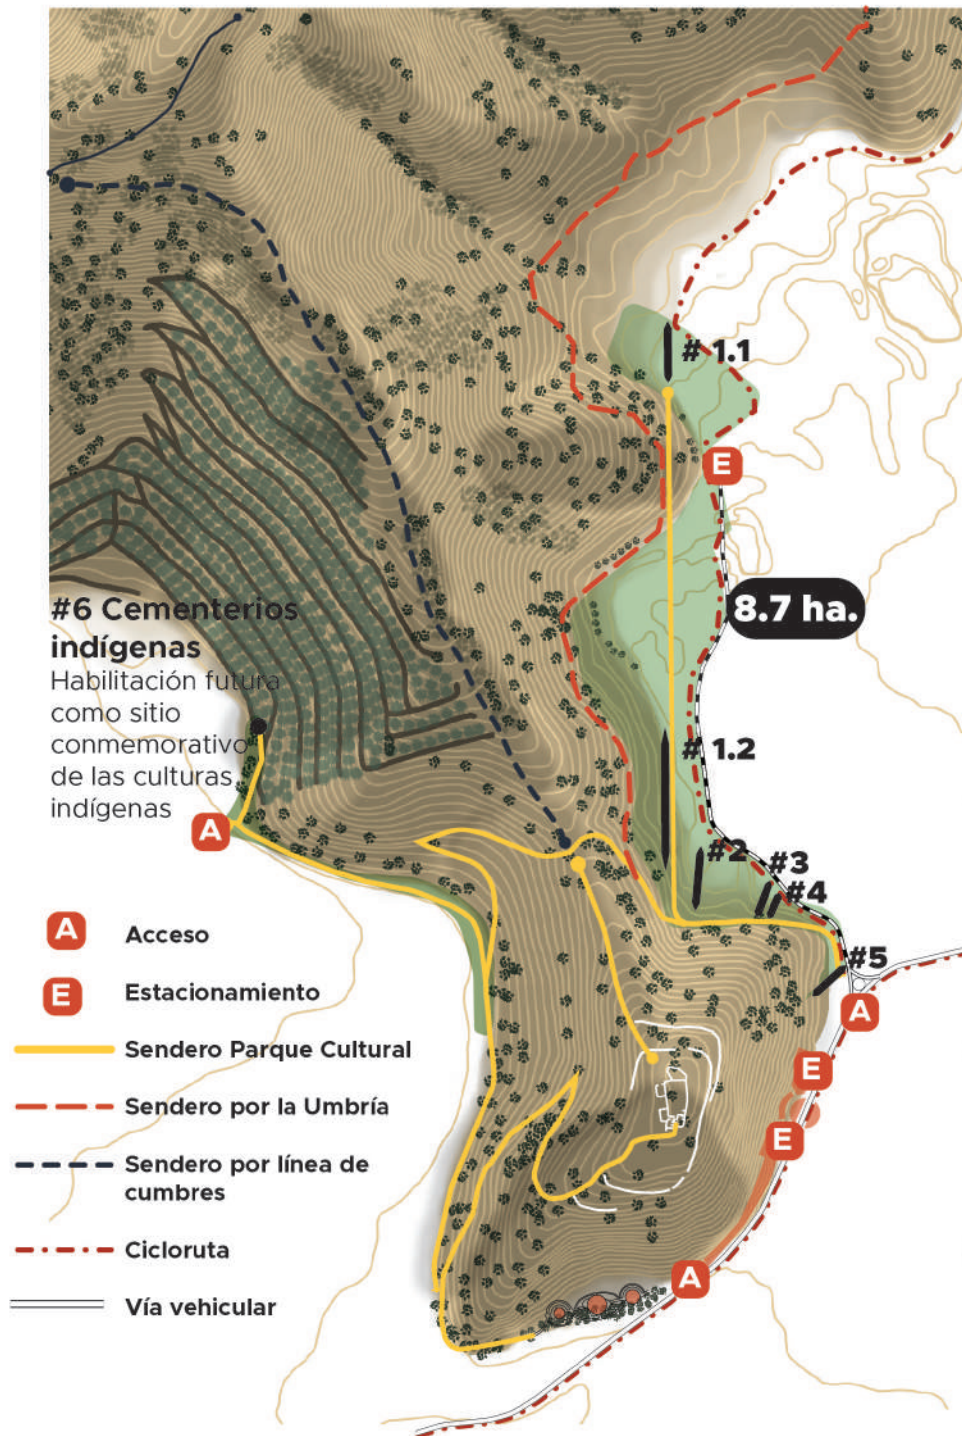 # 1.1
E
8.7 ha.
#6 Cementerios
indígenas
Habilitación futura
como sitio
conmemorativo
de las culturas
indígenas
# 1.2
A
#2
#3
#4
#5
A
E
E
A
A Acceso
E Estacionamiento
Sendero Parque Cultural
Sendero por la Umbría
Sendero por línea de
cumbres
Cicloruta
Vía vehicular